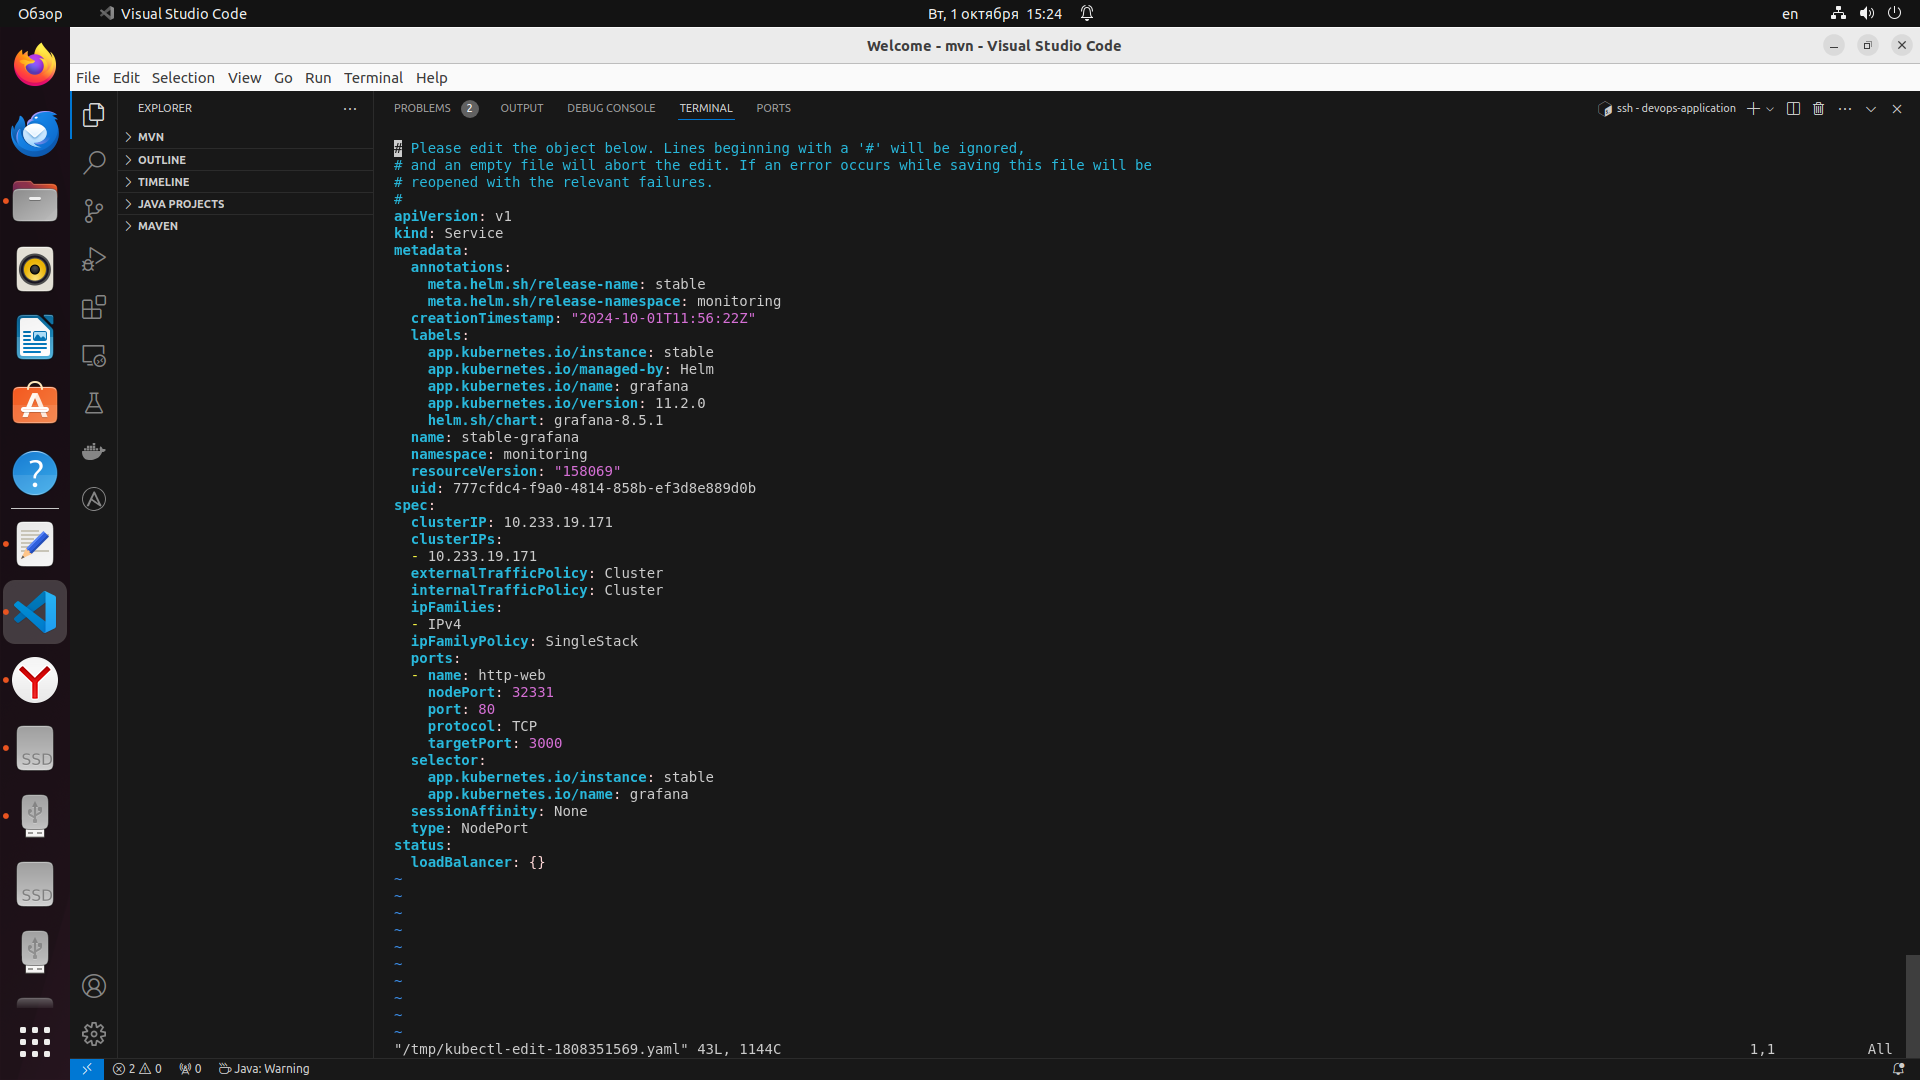 Обзор
Visual Studio Code
Вт, 1 октября 15:24
en
Welcome - mvn - Visual Studio Code
File Edit Selection View Go Run Terminal Help
EXPLORER
MVN
OUTLINE
TIMELINE
JAVA PROJECTS
MAVEN
PROBLEMS 2 OUTPUT DEBUG CONSOLE TERMINAL PORTS
ssh - devops-application
# Please edit the object below. Lines beginning with a '#' will be ignored,
# and an empty file will abort the edit. If an error occurs while saving this file will be
# reopened with the relevant failures.
#
apiVersion: v1
kind: Service
metadata:
  annotations:
    meta.helm.sh/release-name: stable
    meta.helm.sh/release-namespace: monitoring
  creationTimestamp: "2024-10-01T11:56:22Z"
  labels:
    app.kubernetes.io/instance: stable
    app.kubernetes.io/managed-by: Helm
    app.kubernetes.io/name: grafana
    app.kubernetes.io/version: 11.2.0
    helm.sh/chart: grafana-8.5.1
  name: stable-grafana
  namespace: monitoring
  resourceVersion: "158069"
  uid: 777cfdc4-f9a0-4814-858b-ef3d8e889d0b
spec:
  clusterIP: 10.233.19.171
  clusterIPs:
  - 10.233.19.171
  externalTrafficPolicy: Cluster
  internalTrafficPolicy: Cluster
  ipFamilies:
  - IPv4
  ipFamilyPolicy: SingleStack
  ports:
  - name: http-web
    nodePort: 32331
    port: 80
    protocol: TCP
    targetPort: 3000
  selector:
    app.kubernetes.io/instance: stable
    app.kubernetes.io/name: grafana
  sessionAffinity: None
  type: NodePort
status:
  loadBalancer: {}
~
~
~
~
~
~
~
~
~
~
"/tmp/kubectl-edit-1808351569.yaml" 43L, 1144C
1,1
All
SSD
SSD
2 0 0 Java: Warning